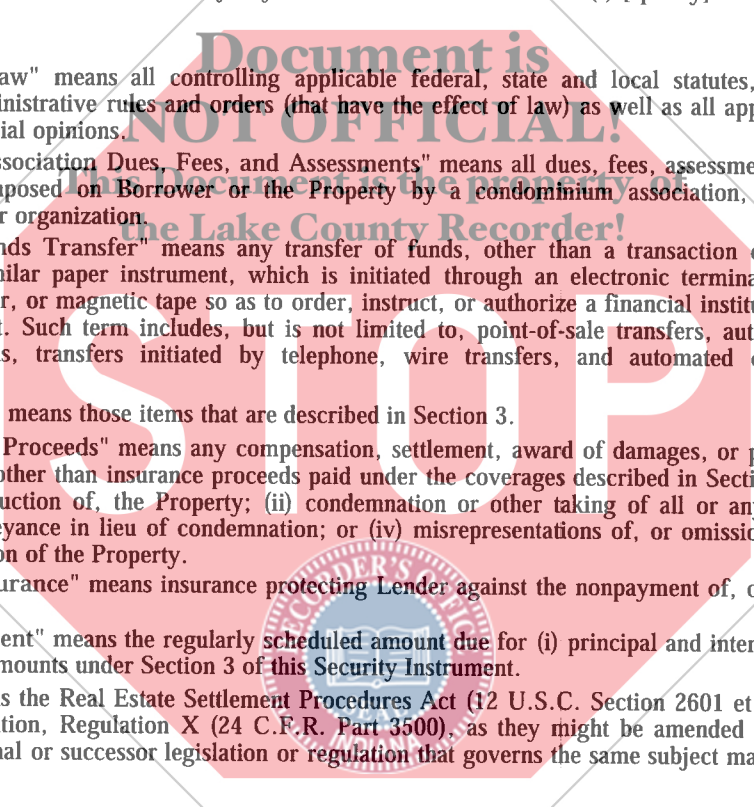 Document is
aw" means all controlling applicable federal, state and local statutes,
inistrative rules and orders (that have the effect of law) as well as all app
NOT OFFICIAL!
ial opinions.
ssociation Dues, Fees, and Assessments" means all dues, fees, assessme
This Document is the property of
nposed on Borrower or the Property by a condominium association,
r organization.
the Lake County Recorder!
nds Transfer" means any transfer of funds, other than a transaction
milar paper instrument, which is initiated through an electronic termina
r, or magnetic tape so as to order, instruct, or authorize a financial institu
t. Such term includes, but is not limited to, point-of-sale transfers, aut
s, transfers initiated by telephone, wire transfers, and automated
STOP
means those items that are described in Section 3.
Proceeds" means any compensation, settlement, award of damages, or p
other than insurance proceeds paid under the coverages described in Secti
uction of, the Property; (ii) condemnation or other taking of all or any
eyance in lieu of condemnation; or (iv) misrepresentations of, or omissio
on of the Property.
urance" means insurance protecting Lender against the nonpayment of, o
RECORDER'S OFFICE
ent" means the regularly scheduled amount due for (i) principal and inter
mounts under Section 3 of this Security Instrument.
SEAL
INDIANA
s the Real Estate Settlement Procedures Act (12 U.S.C. Section 2601 et
tion, Regulation X (24 C.F.R. Part 3500), as they might be amended
nal or successor legislation or regulation that governs the same subject ma